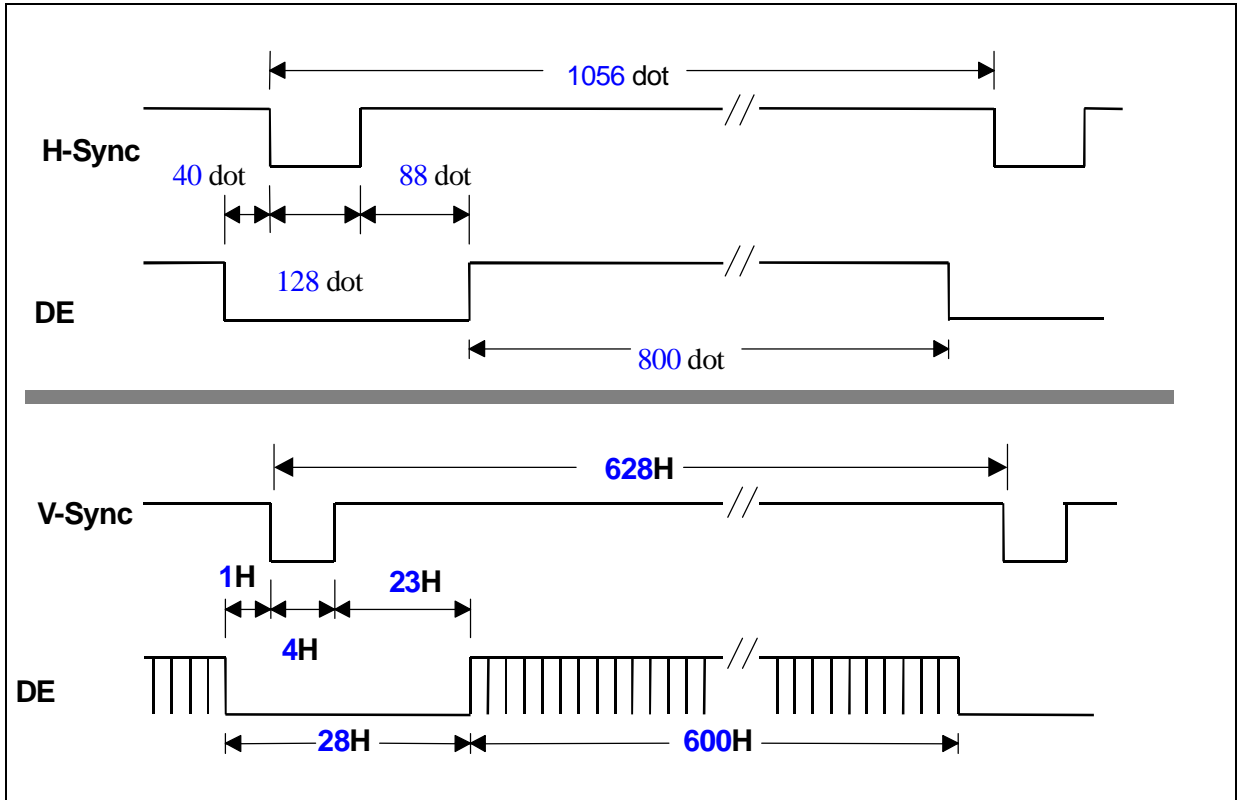 1056 dot
H-Sync
40 dot
88 dot
128 dot
DE
800 dot
628H
V-Sync
1H
23H
4H
DE
28H
600H